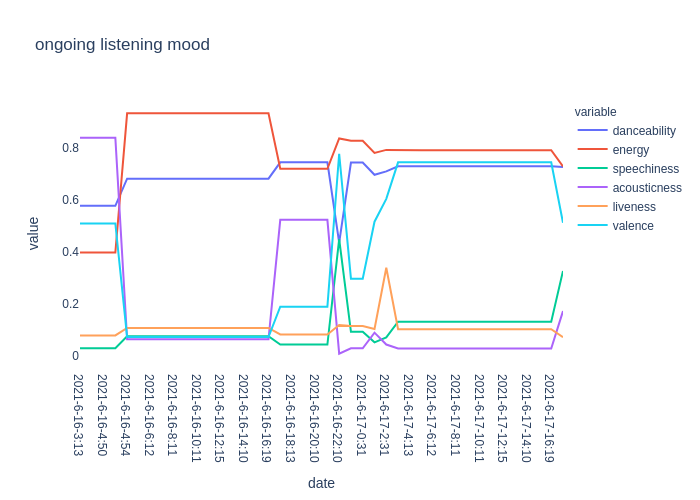 ongoing listening mood
variable
danceability
energy
speechiness
acousticness
liveness
valence
value
0.8
0.6
0.4
0.2
0
2021-6-16-3:13
2021-6-16-4:50
2021-6-16-4:54
2021-6-16-6:12
2021-6-16-8:11
2021-6-16-10:11
2021-6-16-12:15
2021-6-16-14:10
2021-6-16-16:19
2021-6-16-18:13
2021-6-16-20:10
2021-6-16-22:10
2021-6-17-0:31
2021-6-17-2:31
2021-6-17-4:13
2021-6-17-6:12
2021-6-17-8:11
2021-6-17-10:11
2021-6-17-12:15
2021-6-17-14:10
2021-6-17-16:19
date